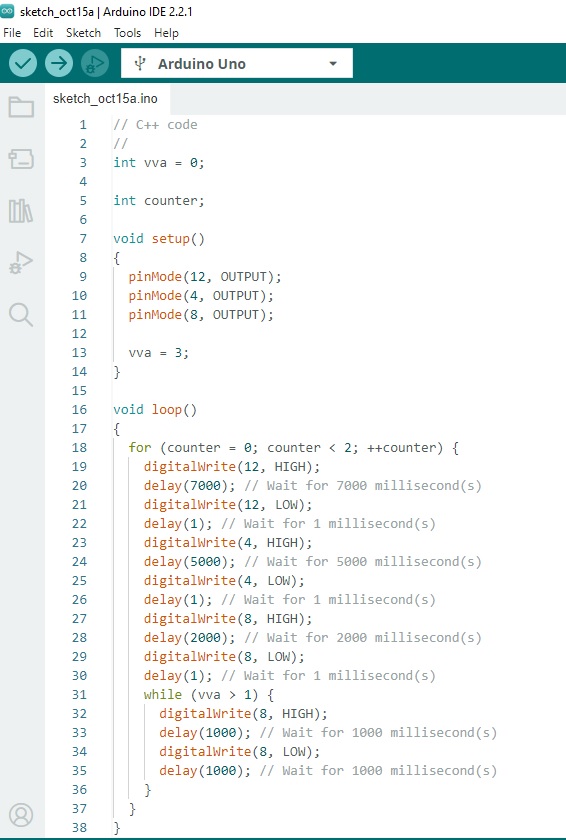 sketch_oct15a | Arduino IDE 2.2.1
File Edit Sketch Tools Help
Arduino Uno
sketch_oct15a.ino
1 // C++ code
2 //
3 int vva = 0;
4
5 int counter;
6
7 void setup()
8 {
9 pinMode(12, OUTPUT);
10 pinMode(4, OUTPUT);
11 pinMode(8, OUTPUT);
12
13 vva = 3;
14 }
15
16 void loop()
17 {
18 for (counter = 0; counter < 2; ++counter) {
19 digitalWrite(12, HIGH);
20 delay(7000); // Wait for 7000 millisecond(s)
21 digitalWrite(12, LOW);
22 delay(1); // Wait for 1 millisecond(s)
23 digitalWrite(4, HIGH);
24 delay(5000); // Wait for 5000 millisecond(s)
25 digitalWrite(4, LOW);
26 delay(1); // Wait for 1 millisecond(s)
27 digitalWrite(8, HIGH);
28 delay(2000); // Wait for 2000 millisecond(s)
29 digitalWrite(8, LOW);
30 delay(1); // Wait for 1 millisecond(s)
31 while (vva > 1) {
32 digitalWrite(8, HIGH);
33 delay(1000); // Wait for 1000 millisecond(s)
34 digitalWrite(8, LOW);
35 delay(1000); // Wait for 1000 millisecond(s)
36 }
37 }
38 }